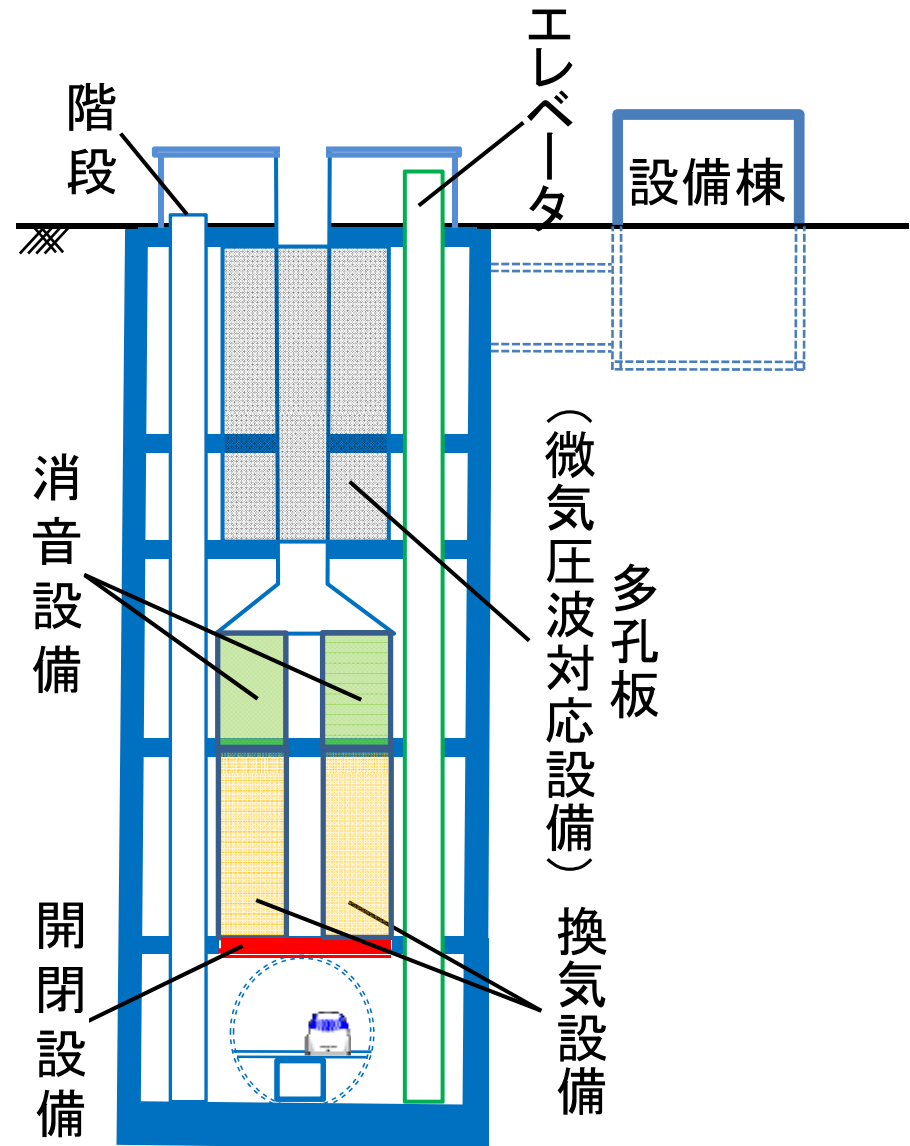 階段
エレベータ
設備棟
消音設備
多孔板
（微気圧波対応設備）
開閉設備
換気設備